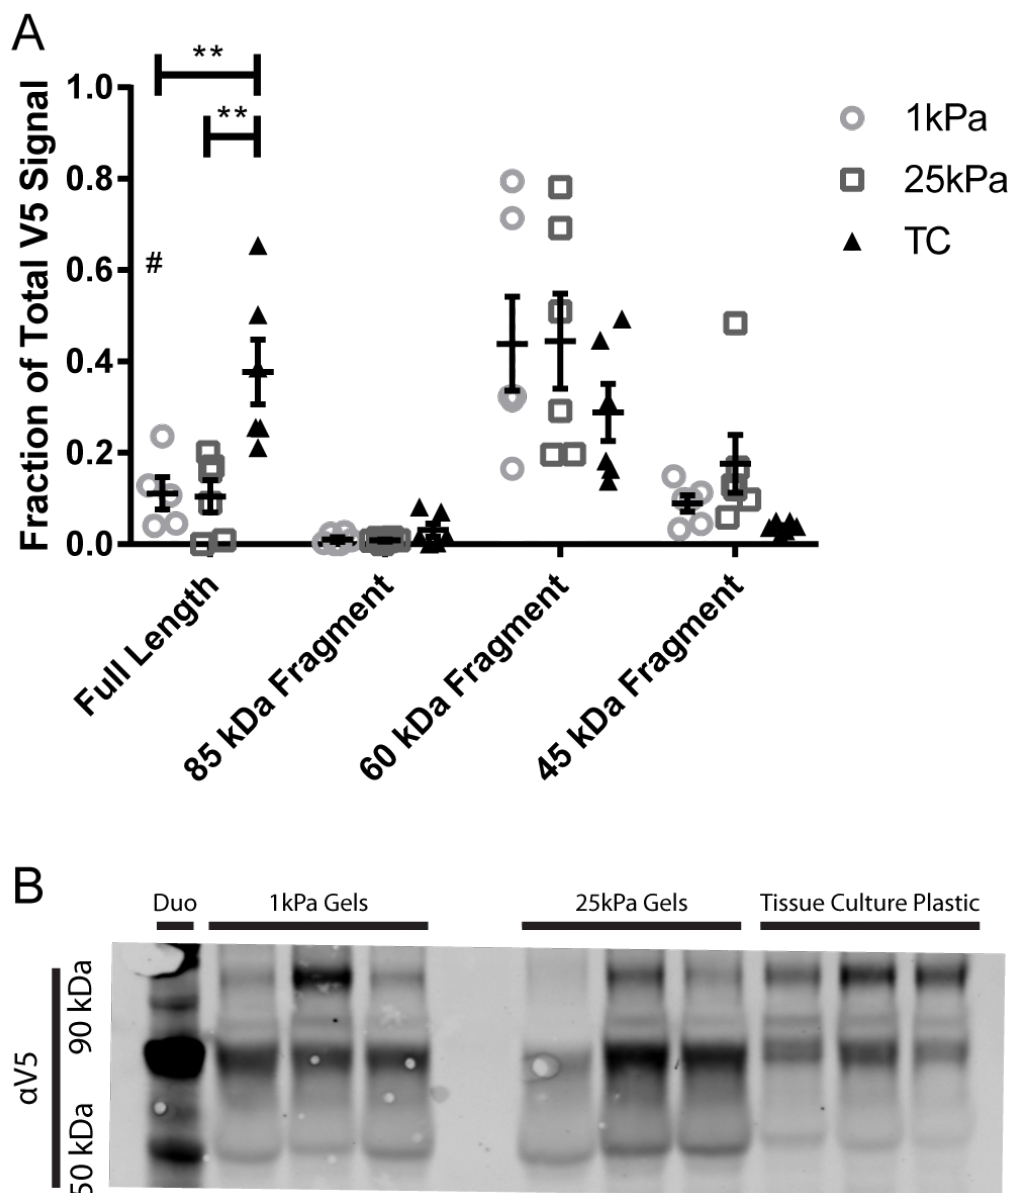 A
** 
**
1.0
0.8
0.6
0.4
0.2
0.0
Fraction of Total V5 Signal
#
1kPa
25kPa
TC
Full Length
85 kDa Fragment
60 kDa Fragment
45 kDa Fragment
B
Duo
1kPa Gels
25kPa Gels
Tissue Culture Plastic
αV5
90 kDa
50 kDa